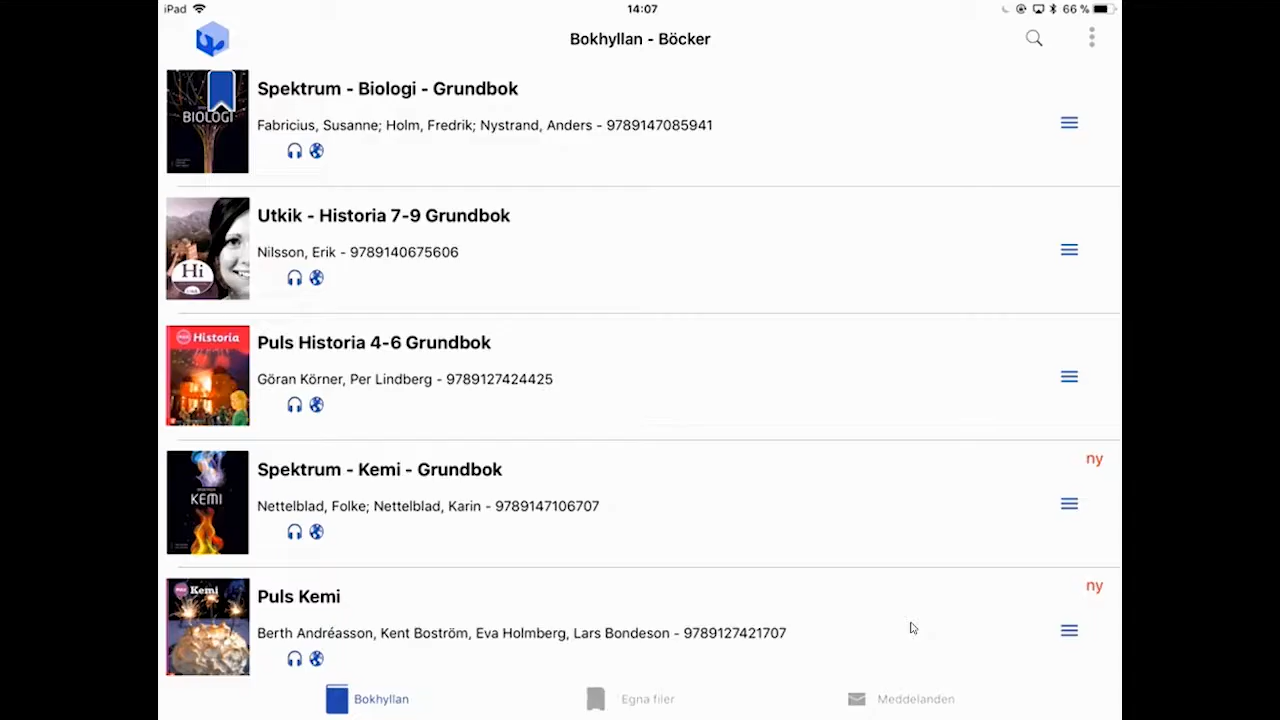 iPad
14:07
66 %
Bokhyllan - Böcker
BIOLOGI
Spektrum - Biologi - Grundbok
Fabricius, Susanne; Holm, Fredrik; Nystrand, Anders - 9789147085941
Hi
Utkik - Historia 7-9 Grundbok
Nilsson, Erik - 9789140675606
Historia
Puls Historia 4-6 Grundbok
Göran Körner, Per Lindberg - 9789127424425
KEMI
Spektrum - Kemi - Grundbok
ny
Nettelblad, Folke; Nettelblad, Karin - 9789147106707
Kemi
Puls Kemi
ny
Berth Andréasson, Kent Boström, Eva Holmberg, Lars Bondeson - 9789127421707
Bokhyllan
Egna filer
Meddelanden